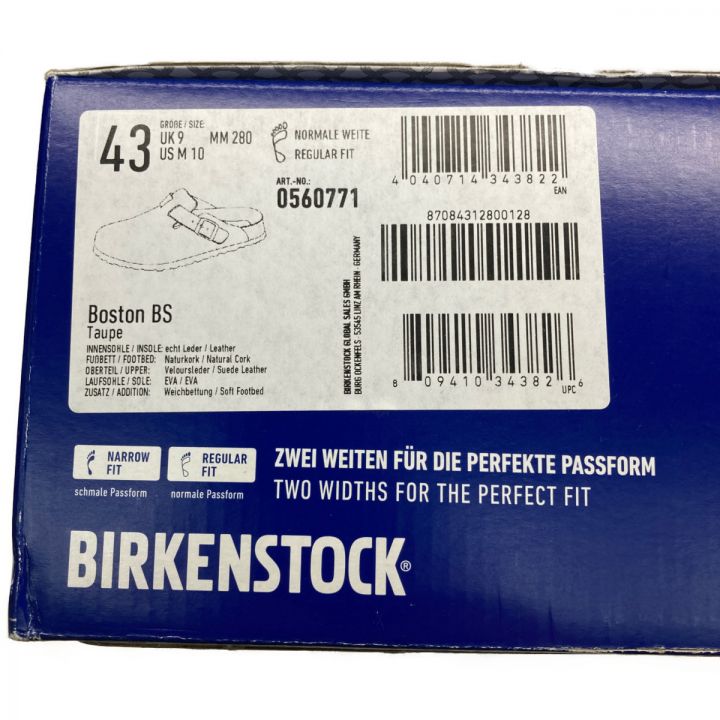 43
GRÖßE / SIZE:
UK 9 MM 280
US M 10
NORMALE WEITE
REGULAR FIT
ART.-NO.:
0560771
4 040714 343822
EAN
87084312800128
8 09410 34382 6
UPC
BIRKENSTOCK GLOBAL SALES GMBH
BURG OCKENFELS · 53545 LINZ AM RHEIN · GERMANY
Boston BS
Taupe
INNENSOHLE / INSOLE: echt Leder / Leather
FUßBETT / FOOTBED: Naturkork / Natural Cork
OBERTEIL / UPPER: Veloursleder / Suede Leather
LAUFSOHLE / SOLE: EVA / EVA
ZUSATZ / ADDITION: Weichbettung / Soft Footbed
NARROW
FIT
schmale Passform
REGULAR
FIT
normale Passform
ZWEI WEITEN FÜR DIE PERFEKTE PASSFORM
TWO WIDTHS FOR THE PERFECT FIT
BIRKENSTOCK®